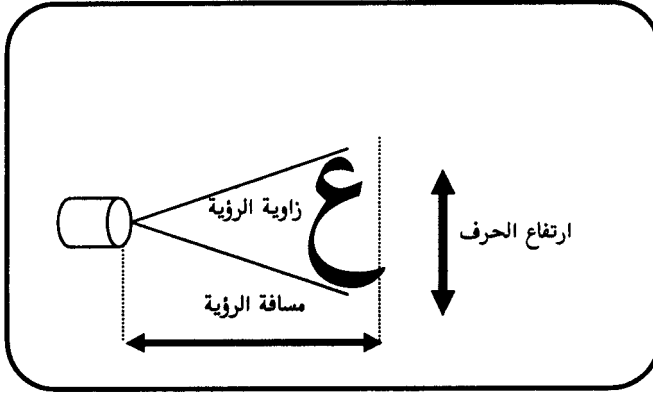 ع
زاوية الرؤية
ارتفاع الحرف
مسافة الرؤية